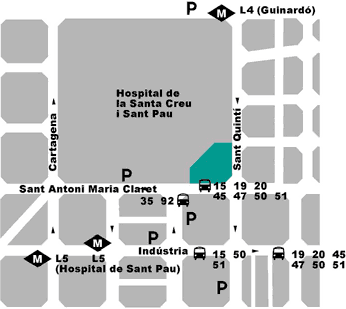 P
M L4 (Guinardó)
Hospital de
la Santa Creu
i Sant Pau
Cartagena
Sant Quintí
P
Sant Antoni Maria Claret
15 19 20
45 47 50 51
35 92
P
P
M
Indústria
M L5
L5
(Hospital de Sant Pau)
15 50
51
19 20 45
47 50 51
P